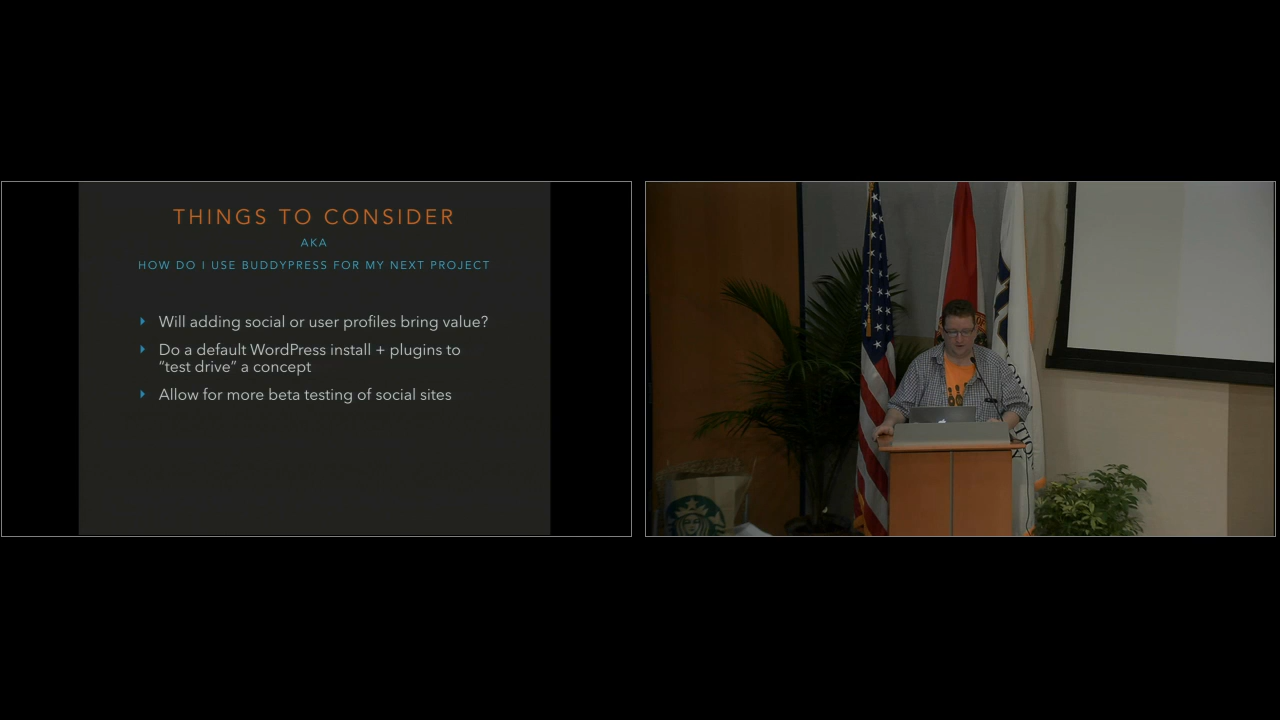 THINGS TO CONSIDER
AKA
HOW DO I USE BUDDYPRESS FOR MY NEXT PROJECT
Will adding social or user profiles bring value?
Do a default WordPress install + plugins to
“test drive” a concept
Allow for more beta testing of social sites